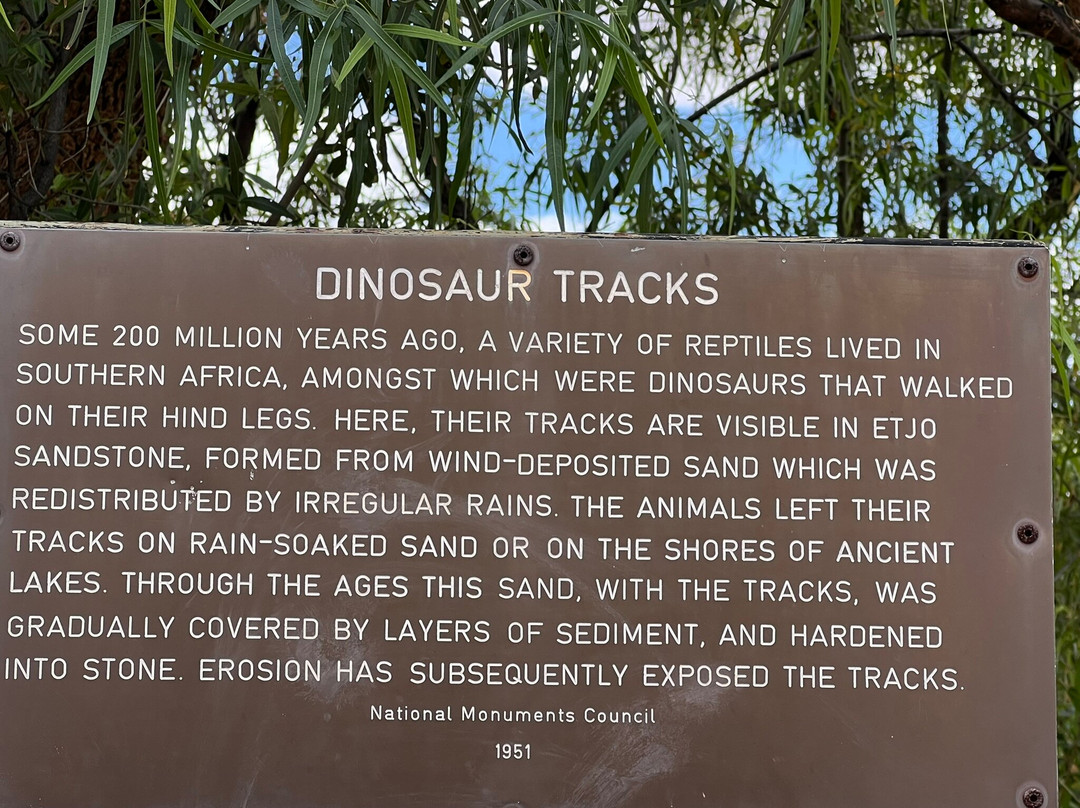 DINOSAUR TRACKS
SOME 200 MILLION YEARS AGO, A VARIETY OF REPTILES LIVED IN
SOUTHERN AFRICA, AMONGST WHICH WERE DINOSAURS THAT WALKED
ON THEIR HIND LEGS. HERE, THEIR TRACKS ARE VISIBLE IN ETJO
SANDSTONE, FORMED FROM WIND-DEPOSITED SAND WHICH WAS
REDISTRIBUTED BY IRREGULAR RAINS. THE ANIMALS LEFT THEIR
TRACKS ON RAIN-SOAKED SAND OR ON THE SHORES OF ANCIENT
LAKES. THROUGH THE AGES THIS SAND, WITH THE TRACKS, WAS
GRADUALLY COVERED BY LAYERS OF SEDIMENT, AND HARDENED
INTO STONE. EROSION HAS SUBSEQUENTLY EXPOSED THE TRACKS.
National Monuments Council
1951